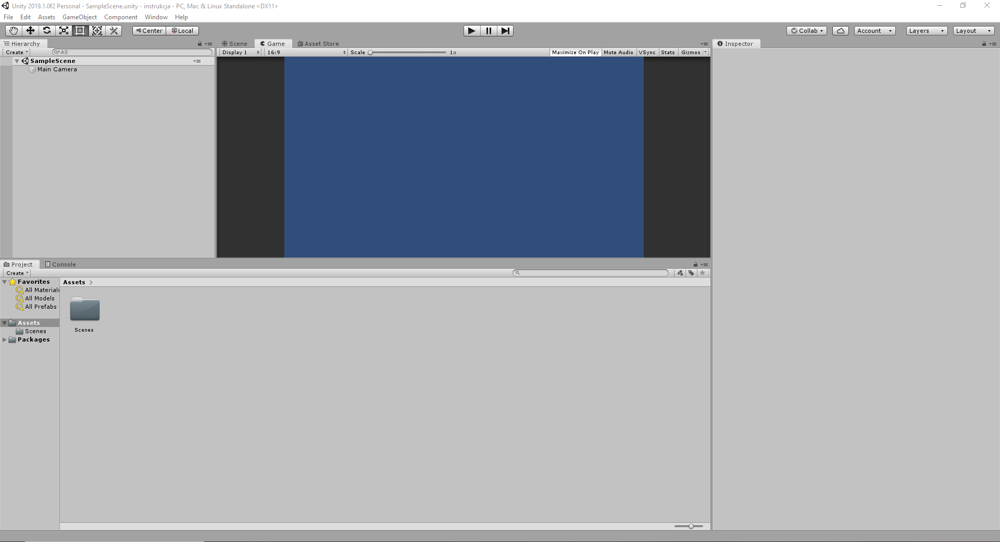 Unity 2019.1.0f2 Personal - SampleScene.unity - instrukcja - PC, Mac & Linux Standalone <DX11>
File Edit Assets GameObject Component Window Help
Center Local Collab Account Layers Layout
Hierarchy Scene Game Asset Store Inspector
Create All Display 1 16:9 Scale 1x Maximize On Play Mute Audio VSync Stats Gizmos
SampleScene
Main Camera
Project Console
Create
Favorites Assets
All Materials
All Models
All Prefabs
Assets
Scenes
Packages
Scenes